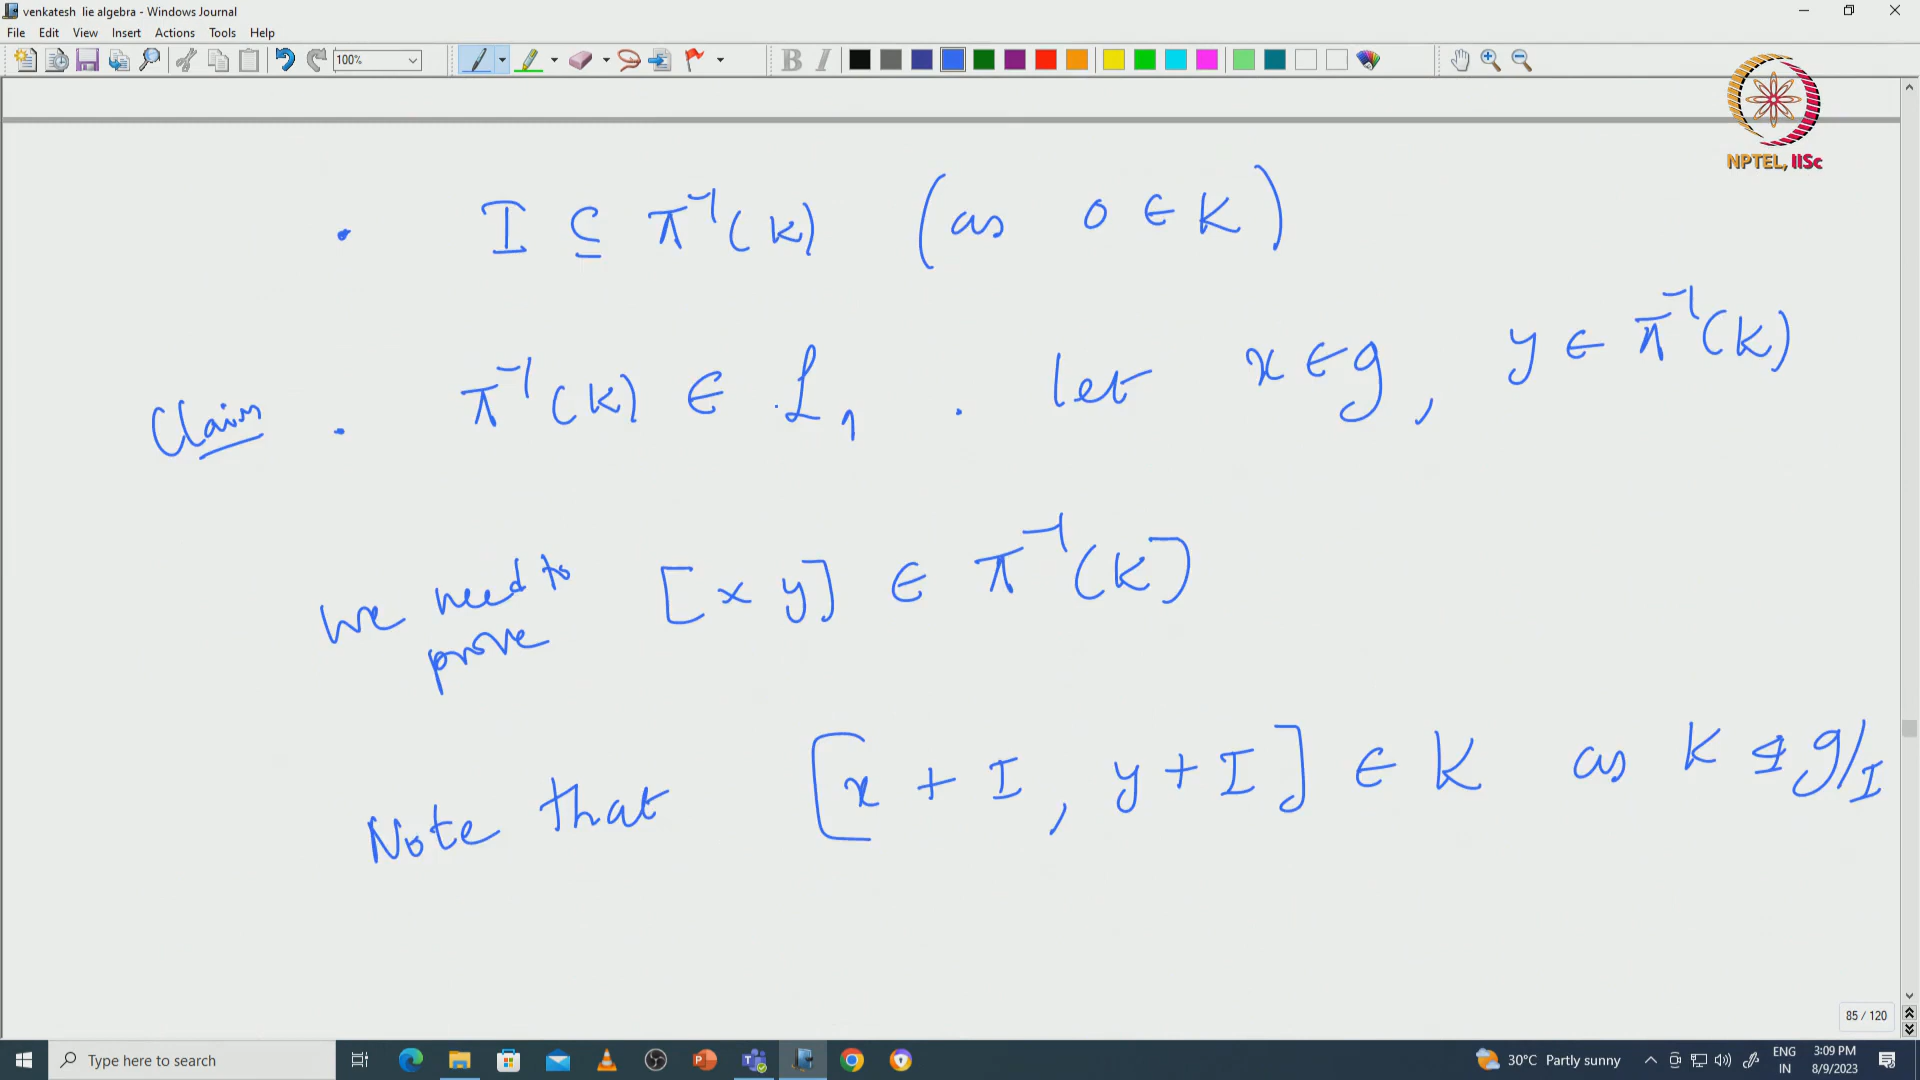 venkatesh lie algebra - Windows Journal
File Edit View Insert Actions Tools Help
100%
B I
NPTEL, IISc
• I ⊆ π⁻¹(K) (as 0 ∈ K)
Claim • π⁻¹(K) ∈ ℒ₁ . let x ∈ g, y ∈ π⁻¹(K)
we need to prove [x y] ∈ π⁻¹(K)
Note that [x + I, y + I] ∈ K as K ⊴ g/I
85 / 120
Type here to search
30°C Partly sunny
ENG
IN
3:09 PM
8/9/2023